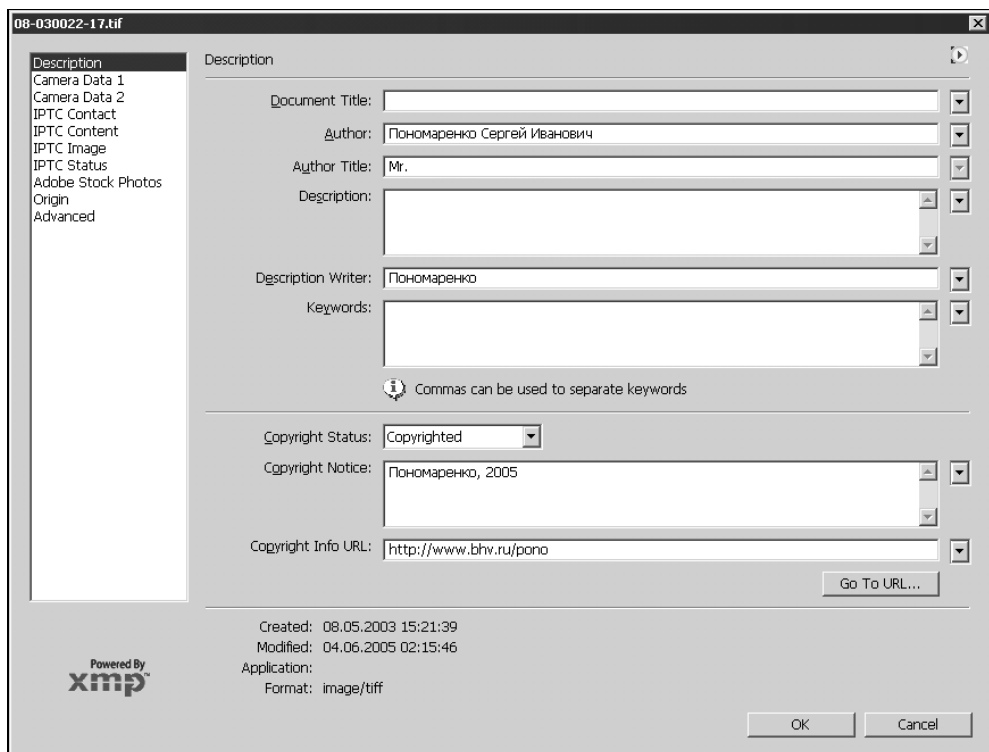 08-030022-17.tif
Description
Camera Data 1
Camera Data 2
IPTC Contact
IPTC Content
IPTC Image
IPTC Status
Adobe Stock Photos
Origin
Advanced
Powered By
xmp™
Description
Document Title:
Author: Пономаренко Сергей Иванович
Author Title: Mr.
Description:
Description Writer: Пономаренко
Keywords:
Commas can be used to separate keywords
Copyright Status: Copyrighted
Copyright Notice: Пономаренко, 2005
Copyright Info URL: http://www.bhv.ru/pono
Go To URL...
Created: 08.05.2003 15:21:39
Modified: 04.06.2005 02:15:46
Application:
Format: image/tiff
OK Cancel